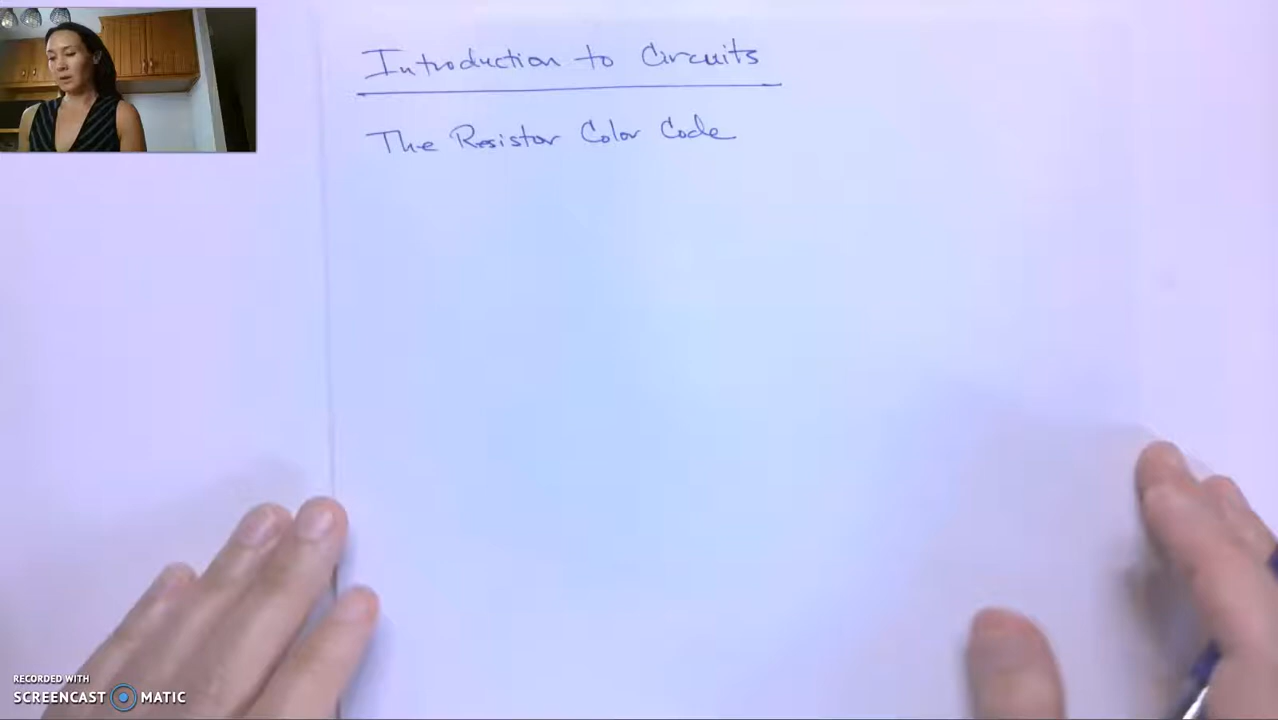 Introduction to Circuits
The Resistor Color Code
RECORDED WITH
SCREENCAST MATIC